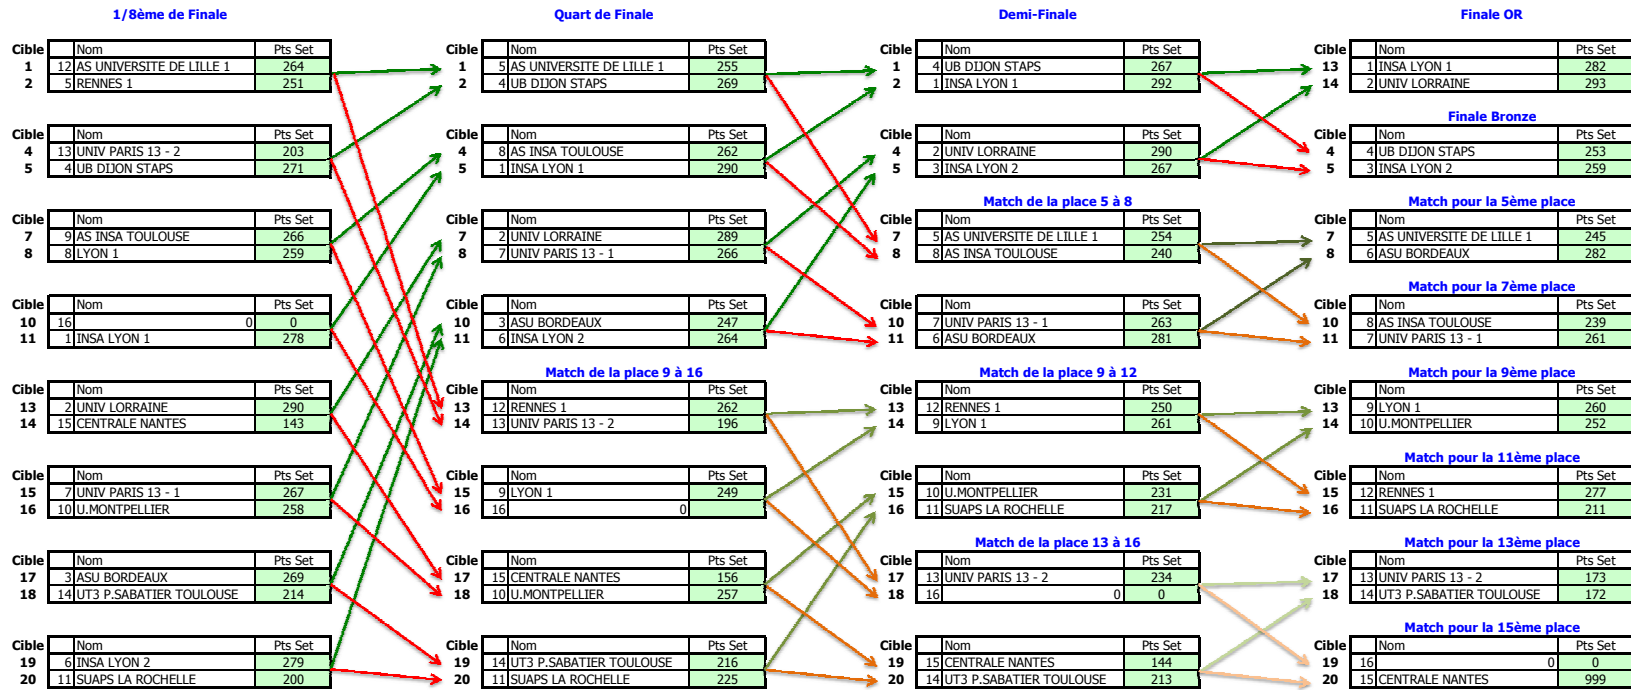 1/8ème de Finale
Cible Nom Pts Set
1 12 AS UNIVERSITE DE LILLE 1 264
2 5 RENNES 1 251
Cible Nom Pts Set
4 13 UNIV PARIS 13 - 2 203
5 4 UB DIJON STAPS 271
Cible Nom Pts Set
7 9 AS INSA TOULOUSE 266
8 8 LYON 1 259
Cible Nom Pts Set
10 16 0 0
11 1 INSA LYON 1 278
Cible Nom Pts Set
13 2 UNIV LORRAINE 290
14 15 CENTRALE NANTES 143
Cible Nom Pts Set
15 7 UNIV PARIS 13 - 1 267
16 10 U.MONTPELLIER 258
Cible Nom Pts Set
17 3 ASU BORDEAUX 269
18 14 UT3 P.SABATIER TOULOUSE 214
Cible Nom Pts Set
19 6 INSA LYON 2 279
20 11 SUAPS LA ROCHELLE 200
Quart de Finale
Cible Nom Pts Set
1 5 AS UNIVERSITE DE LILLE 1 255
2 4 UB DIJON STAPS 269
Cible Nom Pts Set
4 8 AS INSA TOULOUSE 262
5 1 INSA LYON 1 290
Cible Nom Pts Set
7 2 UNIV LORRAINE 289
8 7 UNIV PARIS 13 - 1 266
Cible Nom Pts Set
10 3 ASU BORDEAUX 247
11 6 INSA LYON 2 264
Match de la place 9 à 16
Cible Nom Pts Set
13 12 RENNES 1 262
14 13 UNIV PARIS 13 - 2 196
Cible Nom Pts Set
15 9 LYON 1 249
16 16 0
Cible Nom Pts Set
17 15 CENTRALE NANTES 156
18 10 U.MONTPELLIER 257
Cible Nom Pts Set
19 14 UT3 P.SABATIER TOULOUSE 216
20 11 SUAPS LA ROCHELLE 225
Demi-Finale
Cible Nom Pts Set
1 4 UB DIJON STAPS 267
2 1 INSA LYON 1 292
Cible Nom Pts Set
4 2 UNIV LORRAINE 290
5 3 INSA LYON 2 267
Match de la place 5 à 8
Cible Nom Pts Set
7 5 AS UNIVERSITE DE LILLE 1 254
8 8 AS INSA TOULOUSE 240
Cible Nom Pts Set
10 7 UNIV PARIS 13 - 1 263
11 6 ASU BORDEAUX 281
Match de la place 9 à 12
Cible Nom Pts Set
13 12 RENNES 1 250
14 9 LYON 1 261
Cible Nom Pts Set
15 10 U.MONTPELLIER 231
16 11 SUAPS LA ROCHELLE 217
Match de la place 13 à 16
Cible Nom Pts Set
17 13 UNIV PARIS 13 - 2 234
18 16 0 0
Cible Nom Pts Set
19 15 CENTRALE NANTES 144
20 14 UT3 P.SABATIER TOULOUSE 213
Finale OR
Cible Nom Pts Set
13 1 INSA LYON 1 282
14 2 UNIV LORRAINE 293
Finale Bronze
Cible Nom Pts Set
4 4 UB DIJON STAPS 253
5 3 INSA LYON 2 259
Match pour la 5ème place
Cible Nom Pts Set
7 5 AS UNIVERSITE DE LILLE 1 245
8 6 ASU BORDEAUX 282
Match pour la 7ème place
Cible Nom Pts Set
10 8 AS INSA TOULOUSE 239
11 7 UNIV PARIS 13 - 1 261
Match pour la 9ème place
Cible Nom Pts Set
13 9 LYON 1 260
14 10 U.MONTPELLIER 252
Match pour la 11ème place
Cible Nom Pts Set
15 12 RENNES 1 277
16 11 SUAPS LA ROCHELLE 211
Match pour la 13ème place
Cible Nom Pts Set
17 13 UNIV PARIS 13 - 2 173
18 14 UT3 P.SABATIER TOULOUSE 172
Match pour la 15ème place
Cible Nom Pts Set
19 16 0 0
20 15 CENTRALE NANTES 999